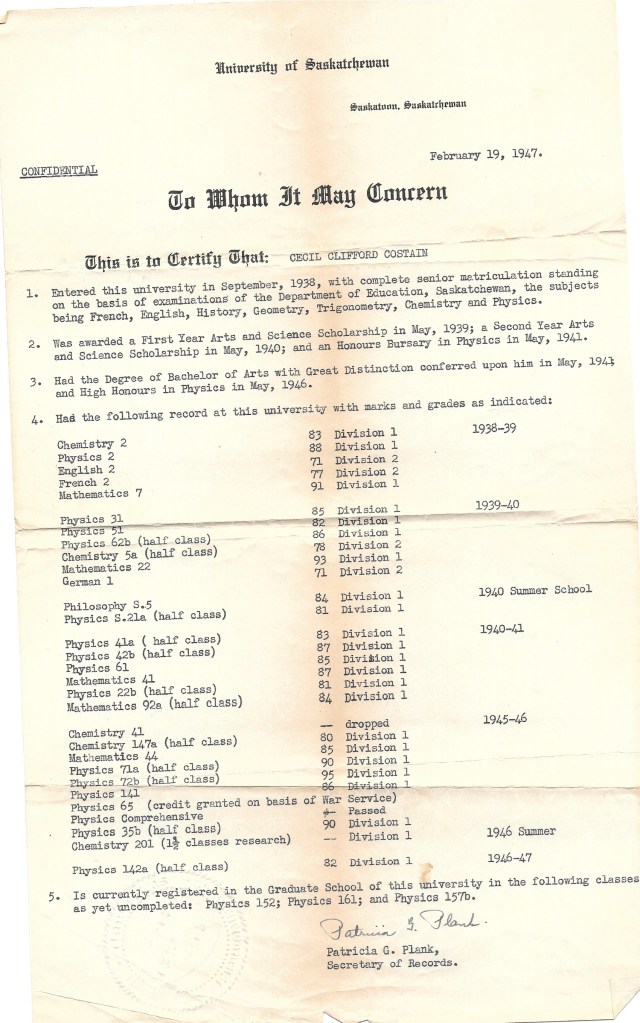 University of Saskatchewan
Saskatoon, Saskatchewan
February 19, 1947.
CONFIDENTIAL
To Whom It May Concern
This is to Certify That: CECIL CLIFFORD COSTAIN
1. Entered this university in September, 1938, with complete senior matriculation standing
on the basis of examinations of the Department of Education, Saskatchewan, the subjects
being French, English, History, Geometry, Trigonometry, Chemistry and Physics.
2. Was awarded a First Year Arts and Science Scholarship in May, 1939; a Second Year Arts
and Science Scholarship in May, 1940; and an Honours Bursary in Physics in May, 1941.
3. Had the Degree of Bachelor of Arts with Great Distinction conferred upon him in May, 1941;
and High Honours in Physics in May, 1946.
4. Had the following record at this university with marks and grades as indicated:
Chemistry 2 83 Division 1 1938-39
Physics 2 88 Division 1
English 2 71 Division 2
French 2 77 Division 2
Mathematics 7 91 Division 1
Physics 31 85 Division 1 1939-40
Physics 51 82 Division 1
Physics 62b (half class) 86 Division 1
Chemistry 5a (half class) 78 Division 2
Mathematics 22 93 Division 1
German 1 71 Division 2
Philosophy S.5 84 Division 1 1940 Summer School
Physics S.21a (half class) 81 Division 1
Physics 41a ( half class) 83 Division 1 1940-41
Physics 42b (half class) 87 Division 1
Physics 61 85 Division 1
Mathematics 41 87 Division 1
Physics 22b (half class) 81 Division 1
Mathematics 92a (half class) 84 Division 1
Chemistry 41 -- dropped 1945-46
Chemistry 147a (half class) 80 Division 1
Mathematics 44 85 Division 1
Physics 71a (half class) 90 Division 1
Physics 72b (half class) 95 Division 1
Physics 141 86 Division 1
Physics 65 (credit granted on basis of War Service)
Physics Comprehensive -- Passed
Physics 35b (half class) 90 Division 1
Chemistry 201 (1½ classes research) -- Division 1 1946 Summer
Physics 142a (half class) 82 Division 1 1946-47
5. Is currently registered in the Graduate School of this university in the following classes
as yet uncompleted: Physics 152; Physics 161; and Physics 157b.
Patricia G. Plank.
Patricia G. Plank,
Secretary of Records.